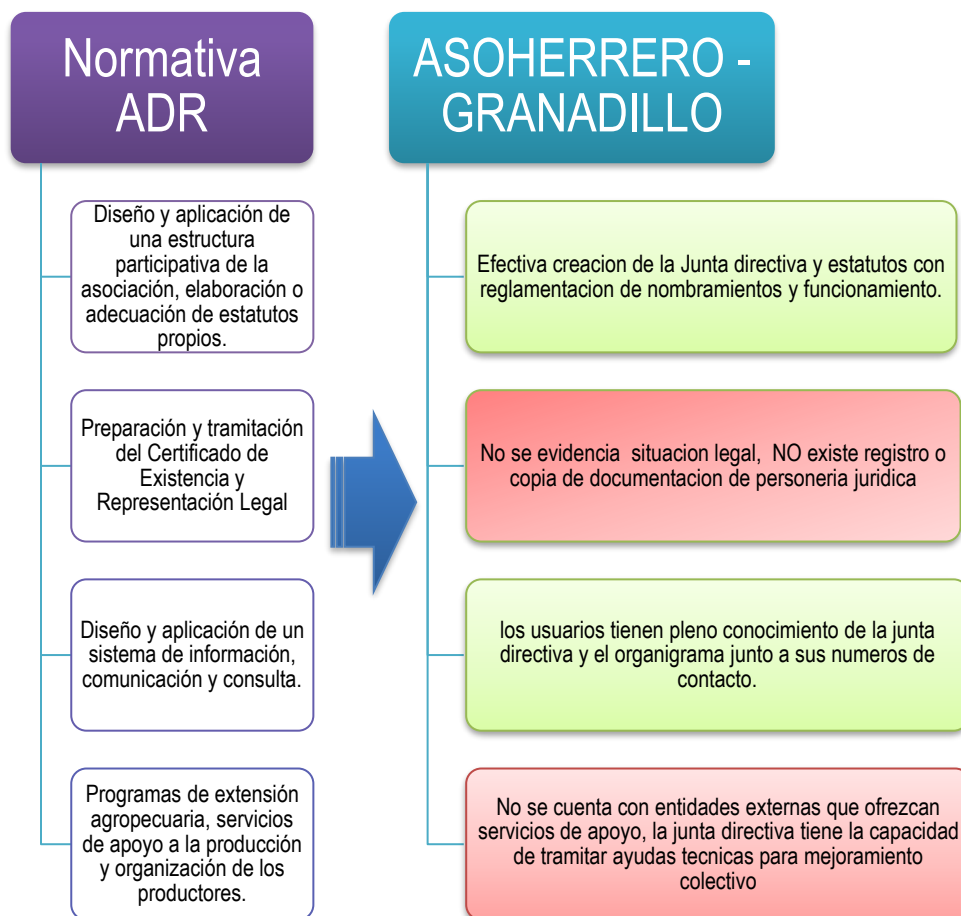 Normativa
ADR
Diseño y aplicación de
una estructura
participativa de la
asociación, elaboración o
adecuación de estatutos
propios.
Preparación y tramitación
del Certificado de
Existencia y
Representación Legal
Diseño y aplicación de un
sistema de información,
comunicación y consulta.
Programas de extensión
agropecuaria, servicios
de apoyo a la producción
y organización de los
productores.
ASOHERRERO -
GRANADILLO
Efectiva creacion de la Junta directiva y estatutos con
reglamentacion de nombramientos y funcionamiento.
No se evidencia situacion legal, NO existe registro o
copia de documentacion de personeria juridica
los usuarios tienen pleno conocimiento de la junta
directiva y el organigrama junto a sus numeros de
contacto.
No se cuenta con entidades externas que ofrezcan
servicios de apoyo, la junta directiva tiene la capacidad
de tramitar ayudas tecnicas para mejoramiento
colectivo